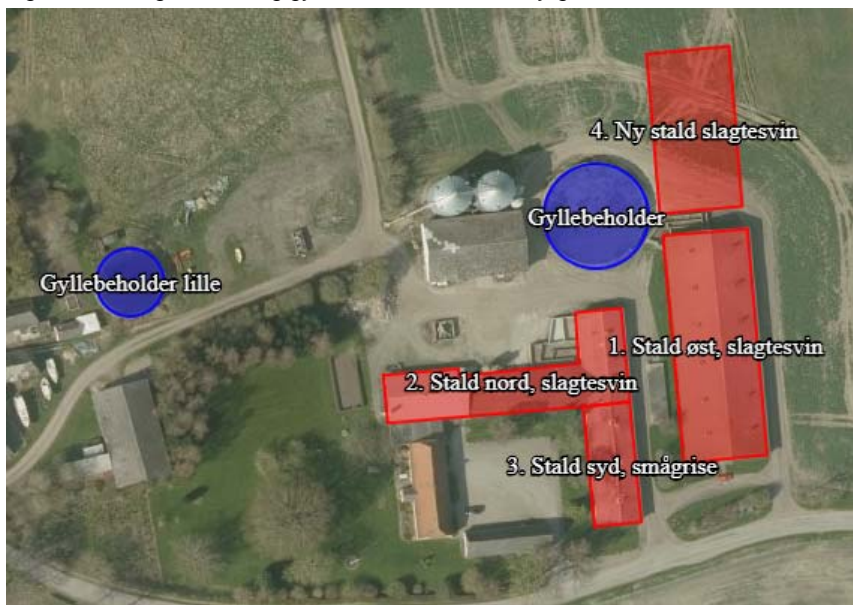 4. Ny stald slagtesvin
Gyllebeholder
Gyllebeholder lille
1. Stald øst, slagtesvin
2. Stald nord, slagtesvin
3. Stald syd, smågrise